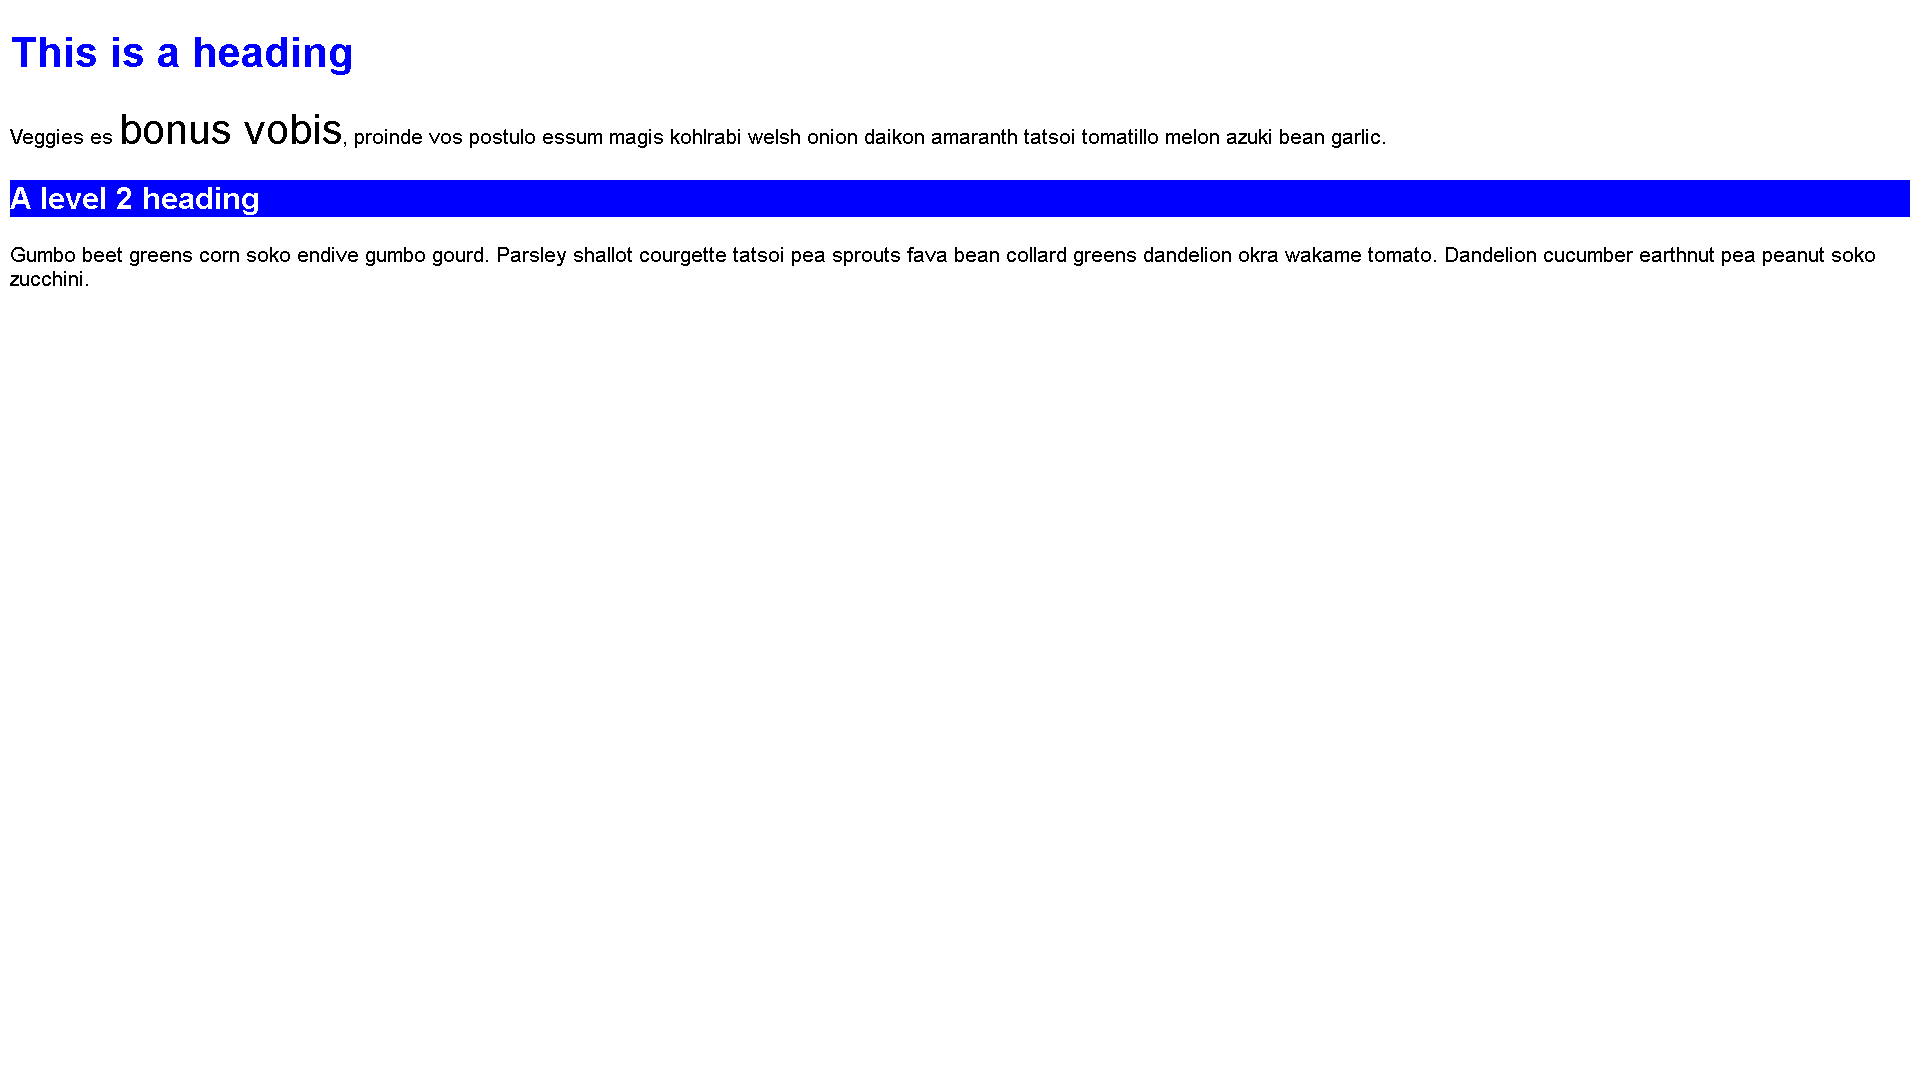 This is a heading
Veggies es bonus vobis, proinde vos postulo essum magis kohlrabi welsh onion daikon amaranth tatsoi tomatillo melon azuki bean garlic.
A level 2 heading
Gumbo beet greens corn soko endive gumbo gourd. Parsley shallot courgette tatsoi pea sprouts fava bean collard greens dandelion okra wakame tomato. Dandelion cucumber earthnut pea peanut soko
zucchini.